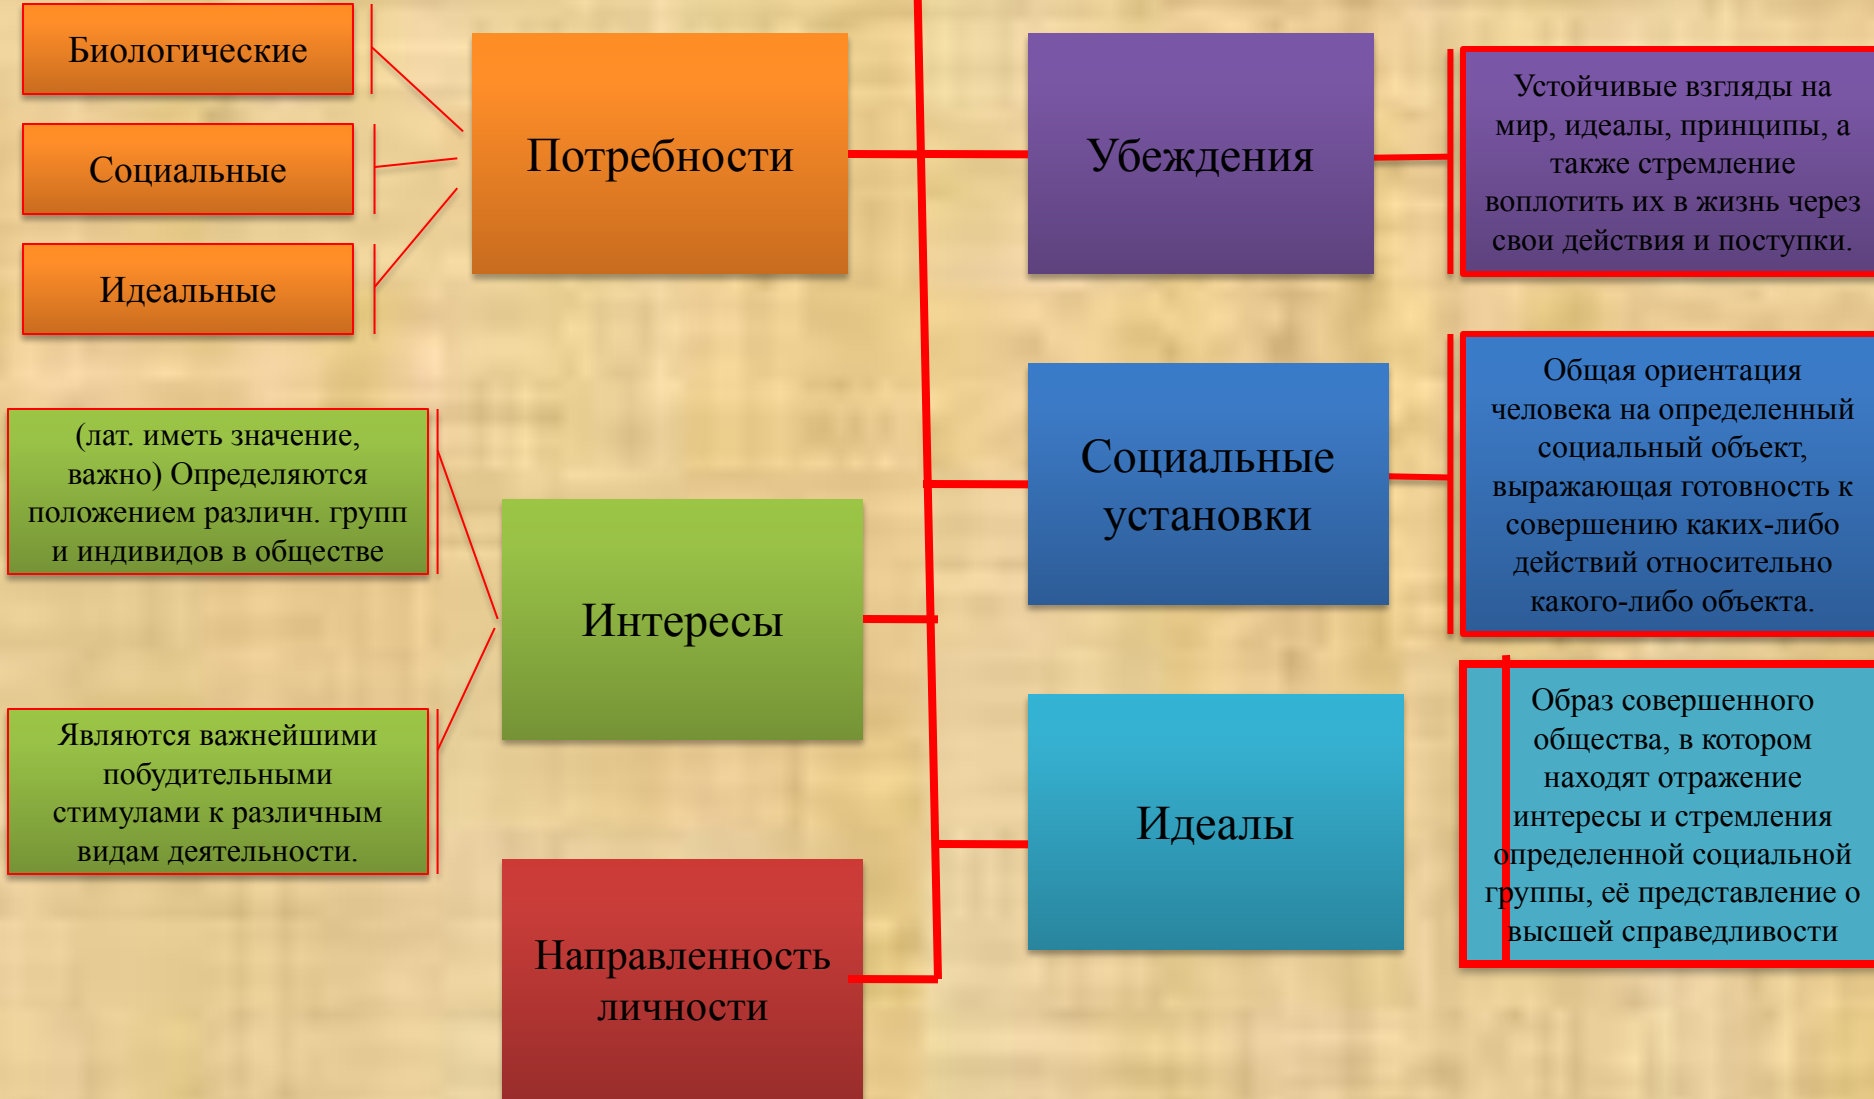 Биологические
Социальные
Идеальные
Потребности
(лат. иметь значение,
важно) Определяются
положением различн. групп
и индивидов в обществе
Являются важнейшими
побудительными
стимулами к различным
видам деятельности.
Интересы
Направленность
личности
Убеждения
Устойчивые взгляды на
мир, идеалы, принципы, а
также стремление
воплотить их в жизнь через
свои действия и поступки.
Социальные
установки
Общая ориентация
человека на определенный
социальный объект,
выражающая готовность к
совершению каких-либо
действий относительно
какого-либо объекта.
Идеалы
Образ совершенного
общества, в котором
находят отражение
интересы и стремления
определенной социальной
группы, её представление о
высшей справедливости